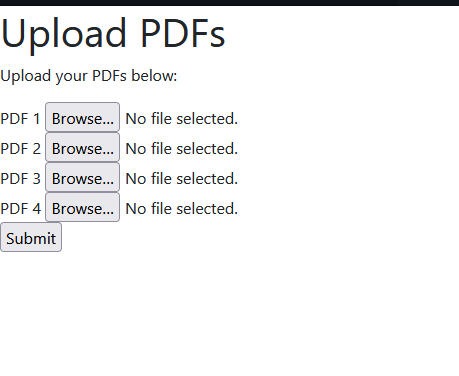 Upload PDFs
Upload your PDFs below:
PDF 1 Browse... No file selected.
PDF 2 Browse... No file selected.
PDF 3 Browse... No file selected.
PDF 4 Browse... No file selected.
Submit